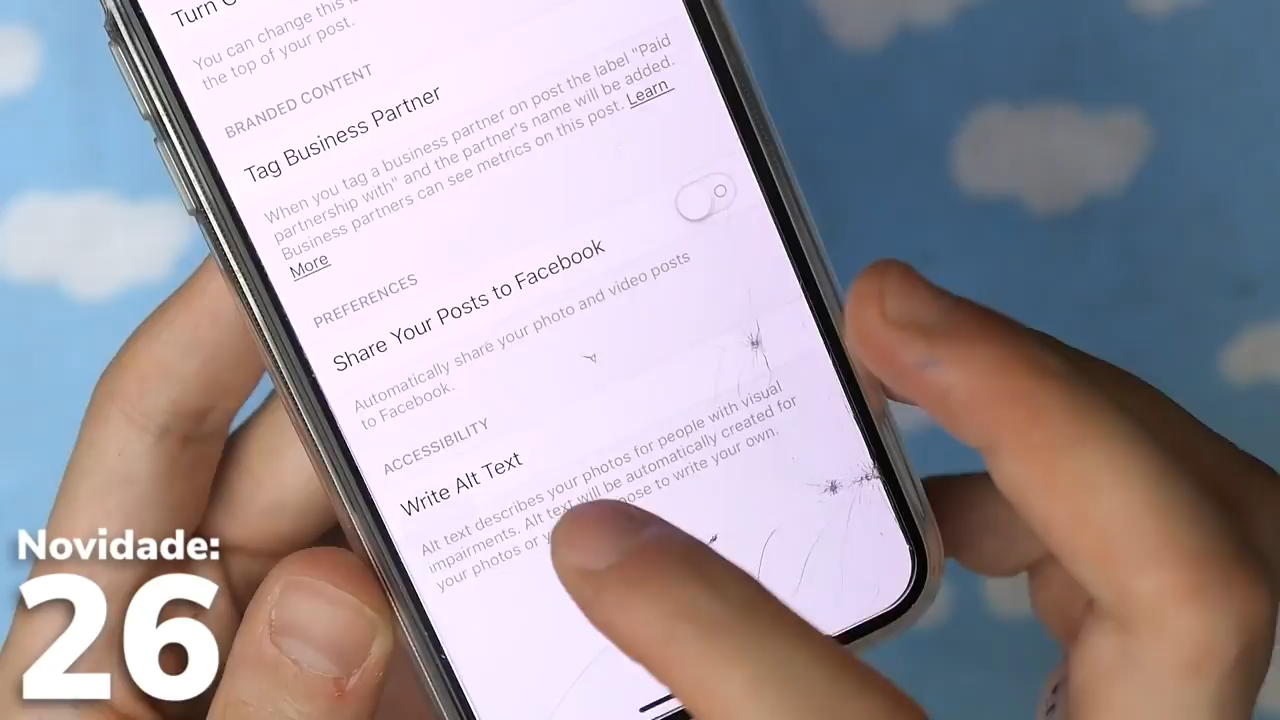 Turn
You can change this
the top of your post.
BRANDED CONTENT
Tag Business Partner
When you tag a business partner on post the label "Paid
partnership with" and the partner's name will be added.
Business partners can see metrics on this post. Learn
More
PREFERENCES
Share Your Posts to Facebook
Automatically share your photo and video posts
to Facebook.
ACCESSIBILITY
Write Alt Text
Alt text describes your photos for people with visual
impairments. Alt text will be automatically created for
your photos or to write your own.
Novidade:
26